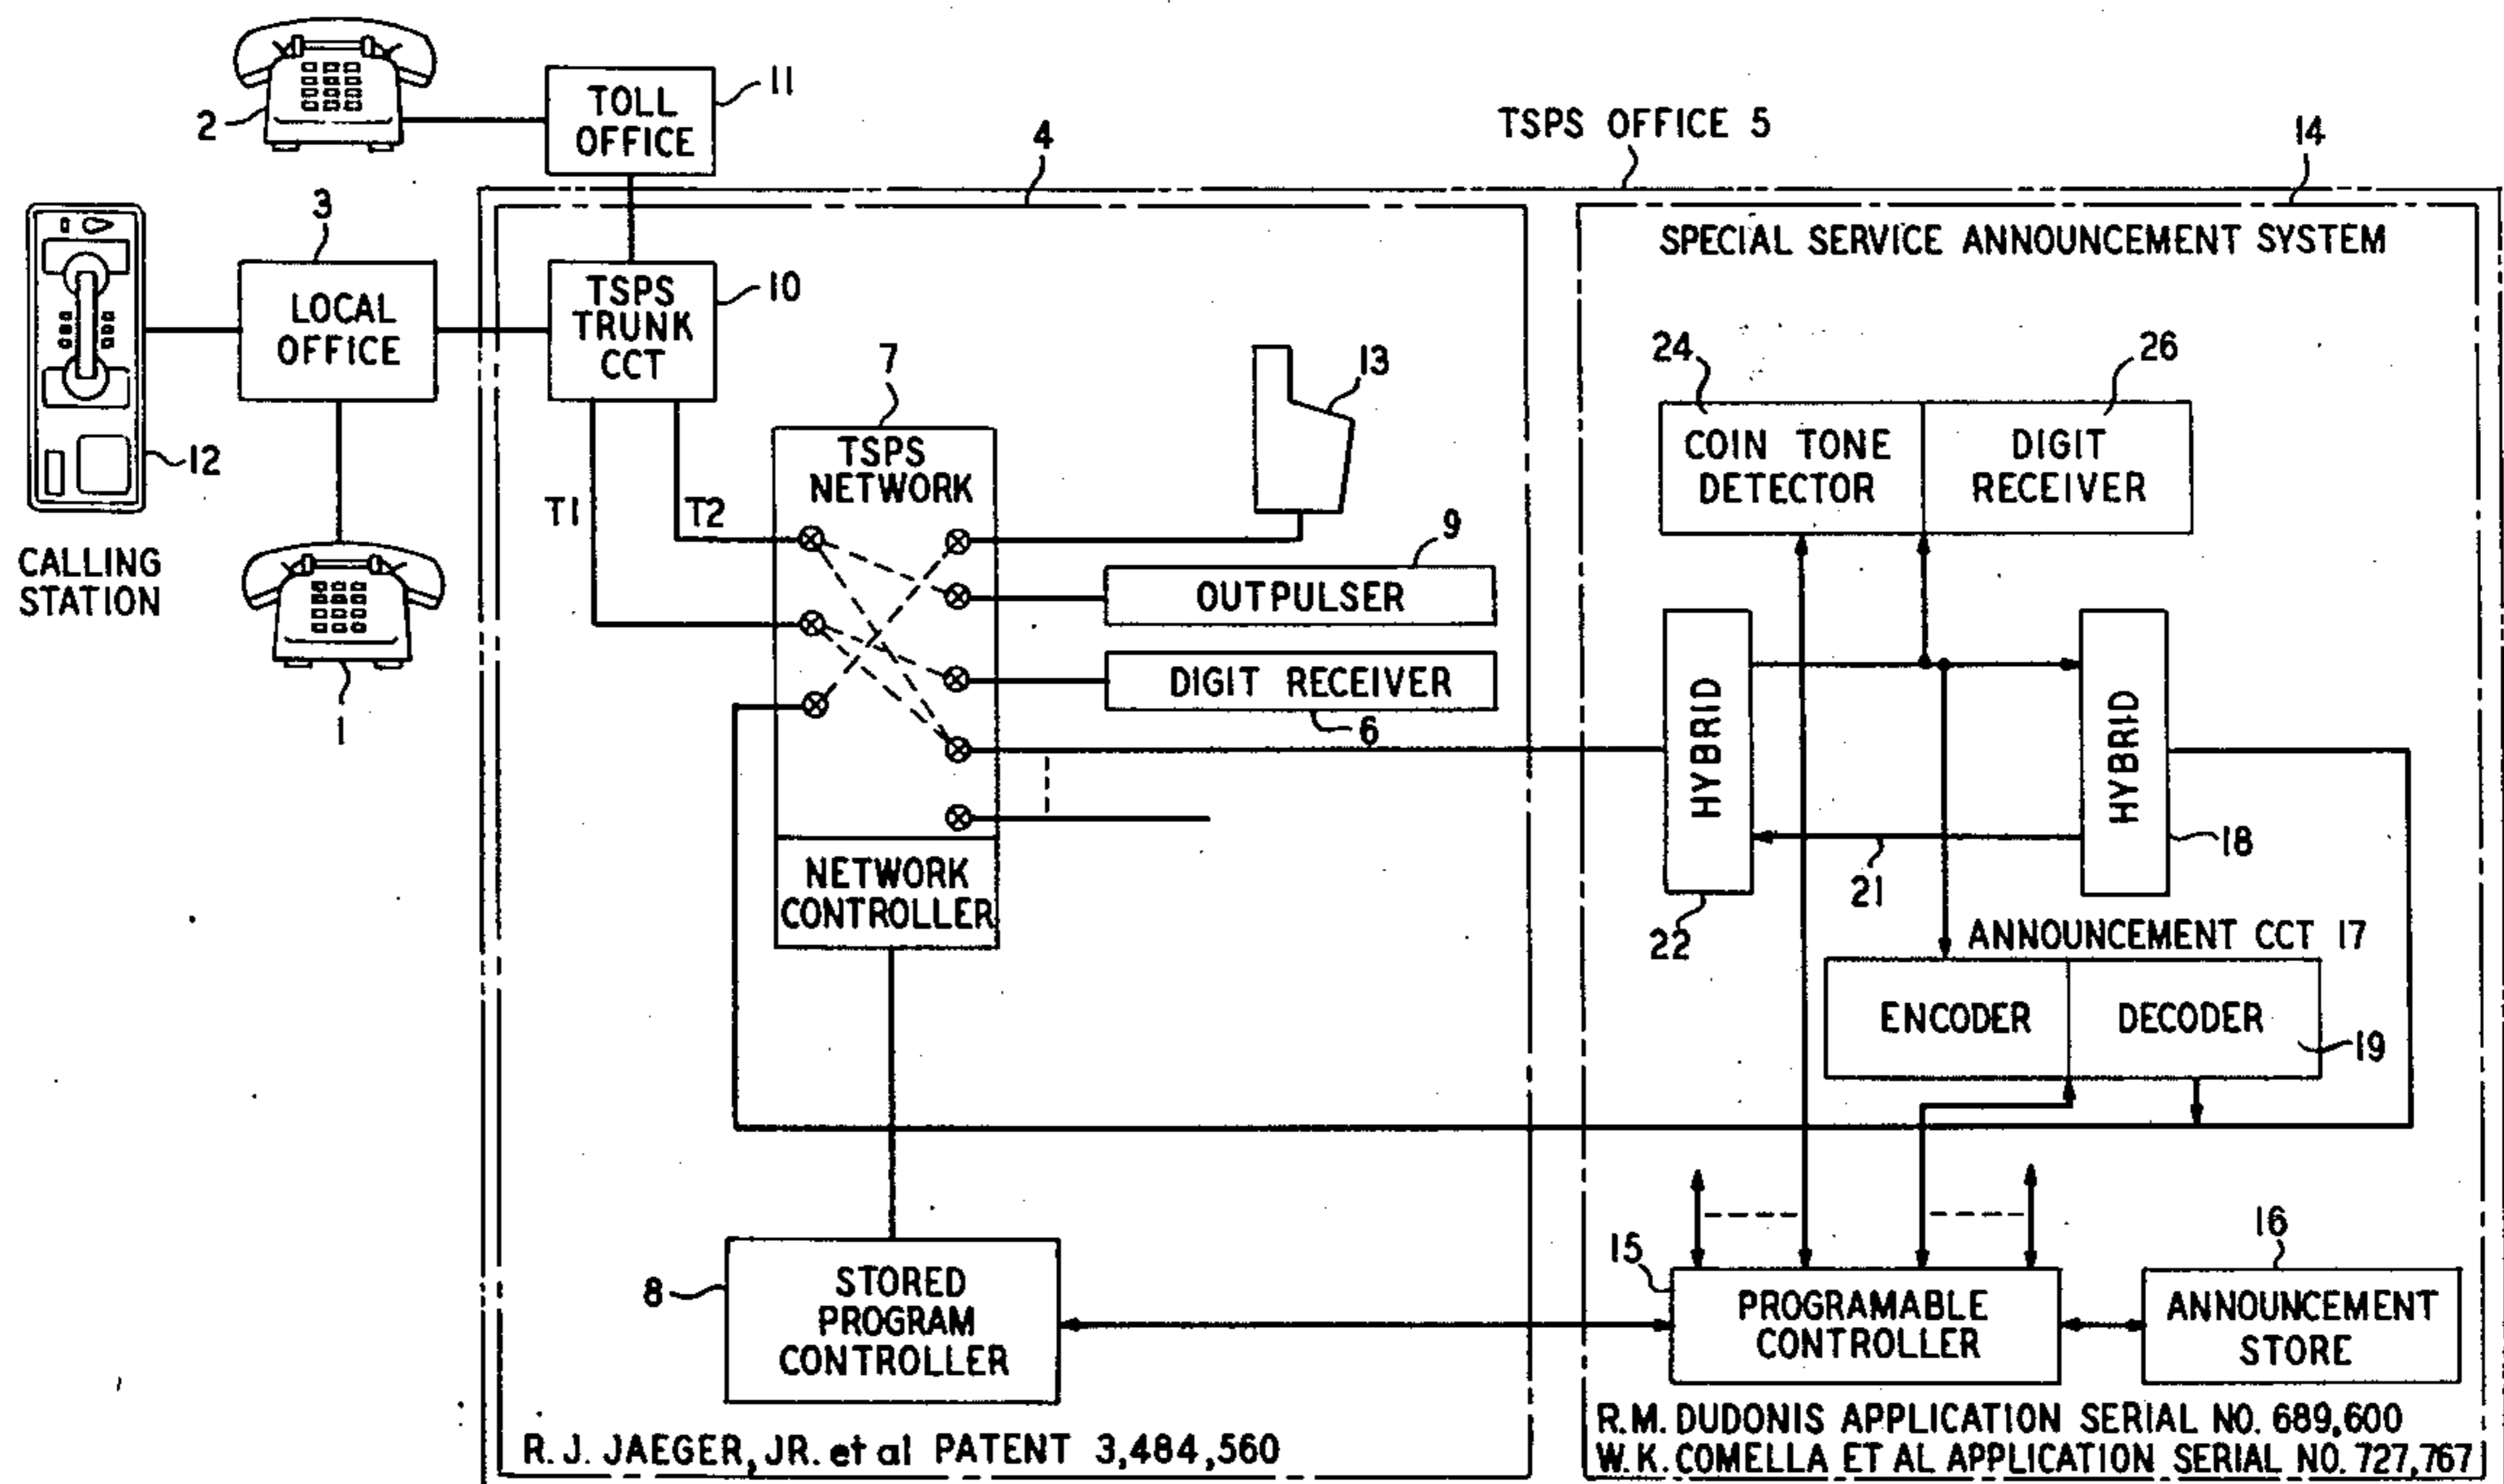 2
TOLL
OFFICE
11
TSPS OFFICE 5
4
14
3
LOCAL
OFFICE
TSPS
TRUNK
CCT
10
SPECIAL SERVICE ANNOUNCEMENT SYSTEM
12
CALLING
STATION
1
T1
T2
7
TSPS
NETWORK
13
9
OUTPULSER
DIGIT RECEIVER
6
NETWORK
CONTROLLER
24
26
COIN TONE
DETECTOR
DIGIT
RECEIVER
HYBRID
HYBRID
22
21
18
ANNOUNCEMENT CCT 17
ENCODER
DECODER
19
8
STORED
PROGRAM
CONTROLLER
15
PROGRAMABLE
CONTROLLER
16
ANNOUNCEMENT
STORE
R.J. JAEGER, JR. et al PATENT 3,484,560
R.M. DUDONIS APPLICATION SERIAL NO. 689,600
W.K. COMELLA ET AL APPLICATION SERIAL NO. 727,767